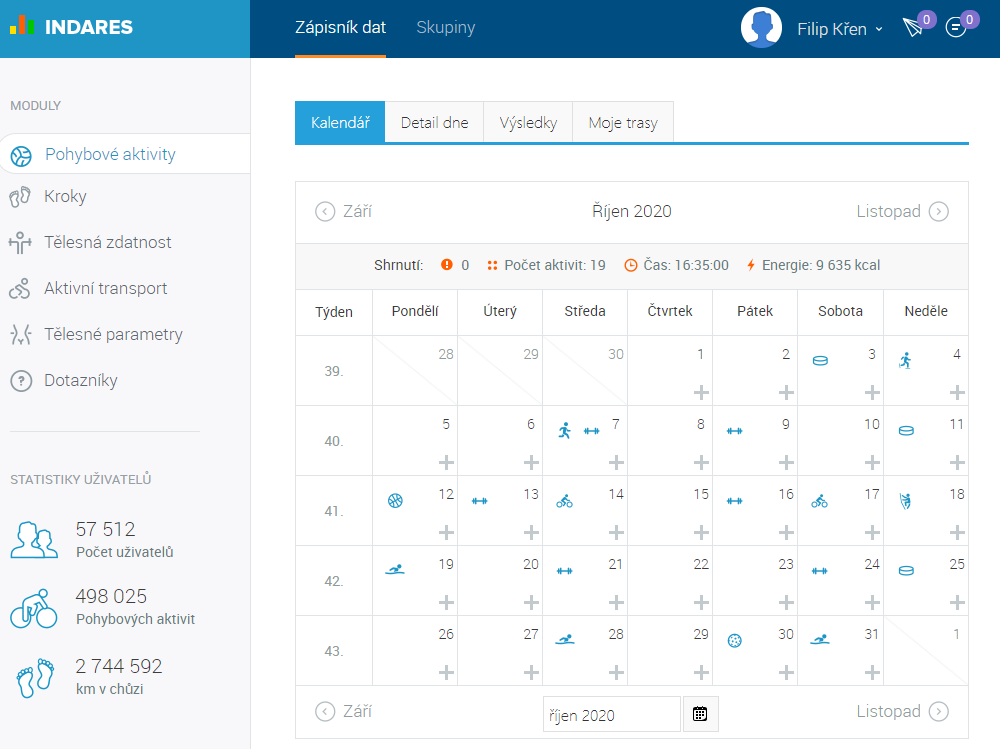 INDARES
Zápisník dat
Skupiny
Filip Křen
0
0
MODULY
Pohybové aktivity
Kroky
Tělesná zdatnost
Aktivní transport
Tělesné parametry
Dotazníky
STATISTIKY UŽIVATELŮ
57 512
Počet uživatelů
498 025
Pohybových aktivit
2 744 592
km v chůzi
Kalendář
Detail dne
Výsledky
Moje trasy
Září
Říjen 2020
Listopad
Shrnutí: 0 Počet aktivit: 19 Čas: 16:35:00 Energie: 9 635 kcal
Týden Pondělí Úterý Středa Čtvrtek Pátek Sobota Neděle
39. 28 29 30 1 2 3 4
40. 5 6 7 8 9 10 11
41. 12 13 14 15 16 17 18
42. 19 20 21 22 23 24 25
43. 26 27 28 29 30 31 1
Září
říjen 2020
Listopad